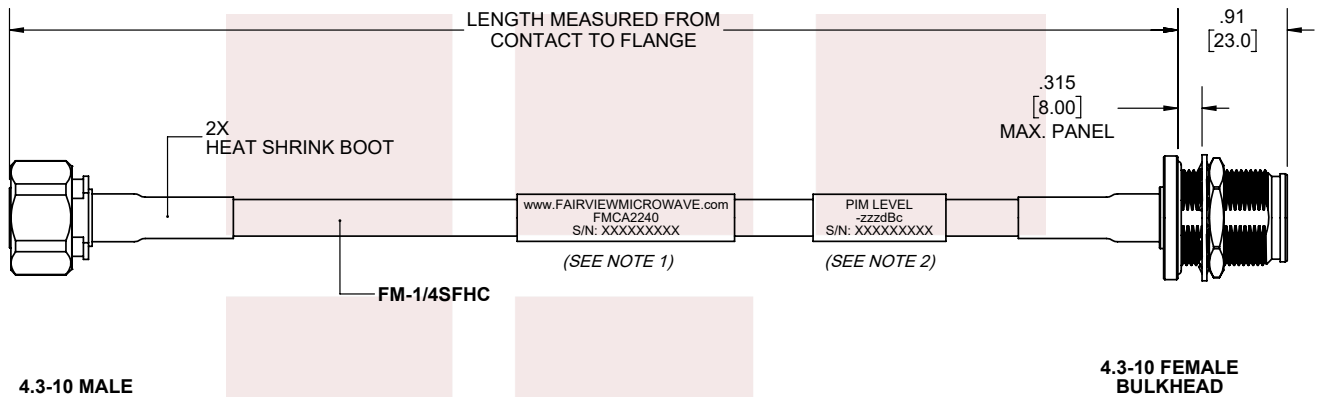 LENGTH MEASURED FROM
CONTACT TO FLANGE
.91
[23.0]
.315
[8.00]
MAX. PANEL
2X
HEAT SHRINK BOOT
www.FAIRVIEWMICROWAVE.com
FMCA2240
S/N: XXXXXXXXX
PIM LEVEL
-zzzdBc
S/N: XXXXXXXXX
(SEE NOTE 1)
(SEE NOTE 2)
FM-1/4SFHC
4.3-10 MALE
4.3-10 FEMALE
BULKHEAD